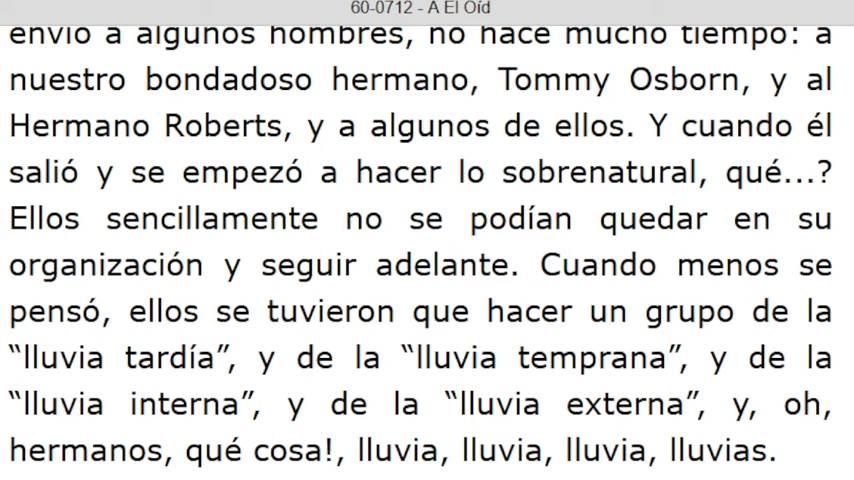 60-0712 - A El Oíd
envió a algunos hombres, no hace mucho tiempo: a
nuestro bondadoso hermano, Tommy Osborn, y al
Hermano Roberts, y a algunos de ellos. Y cuando él
salió y se empezó a hacer lo sobrenatural, qué...?
Ellos sencillamente no se podían quedar en su
organización y seguir adelante. Cuando menos se
pensó, ellos se tuvieron que hacer un grupo de la
“lluvia tardía”, y de la “lluvia temprana”, y de la
“lluvia interna”, y de la “lluvia externa”, y, oh,
hermanos, qué cosa!, lluvia, lluvia, lluvia, lluvias.